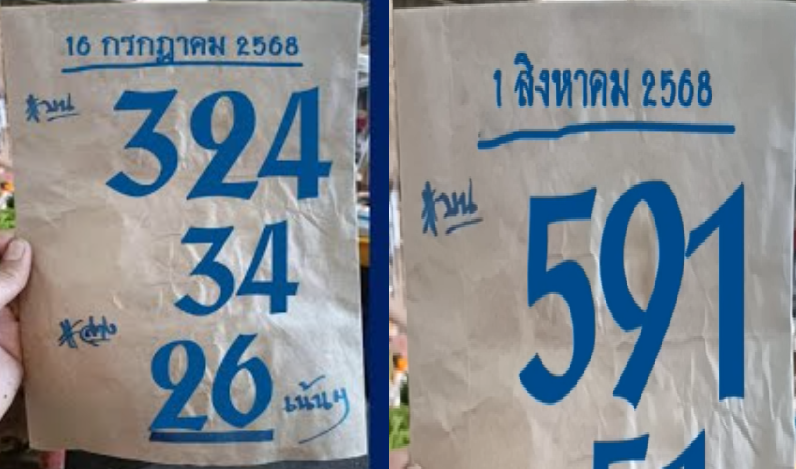 16 กรกฎาคม 2568
*บน 324
34
*ล่าง
26 เน้นๆ
1 สิงหาคม 2568
*บน
591
51